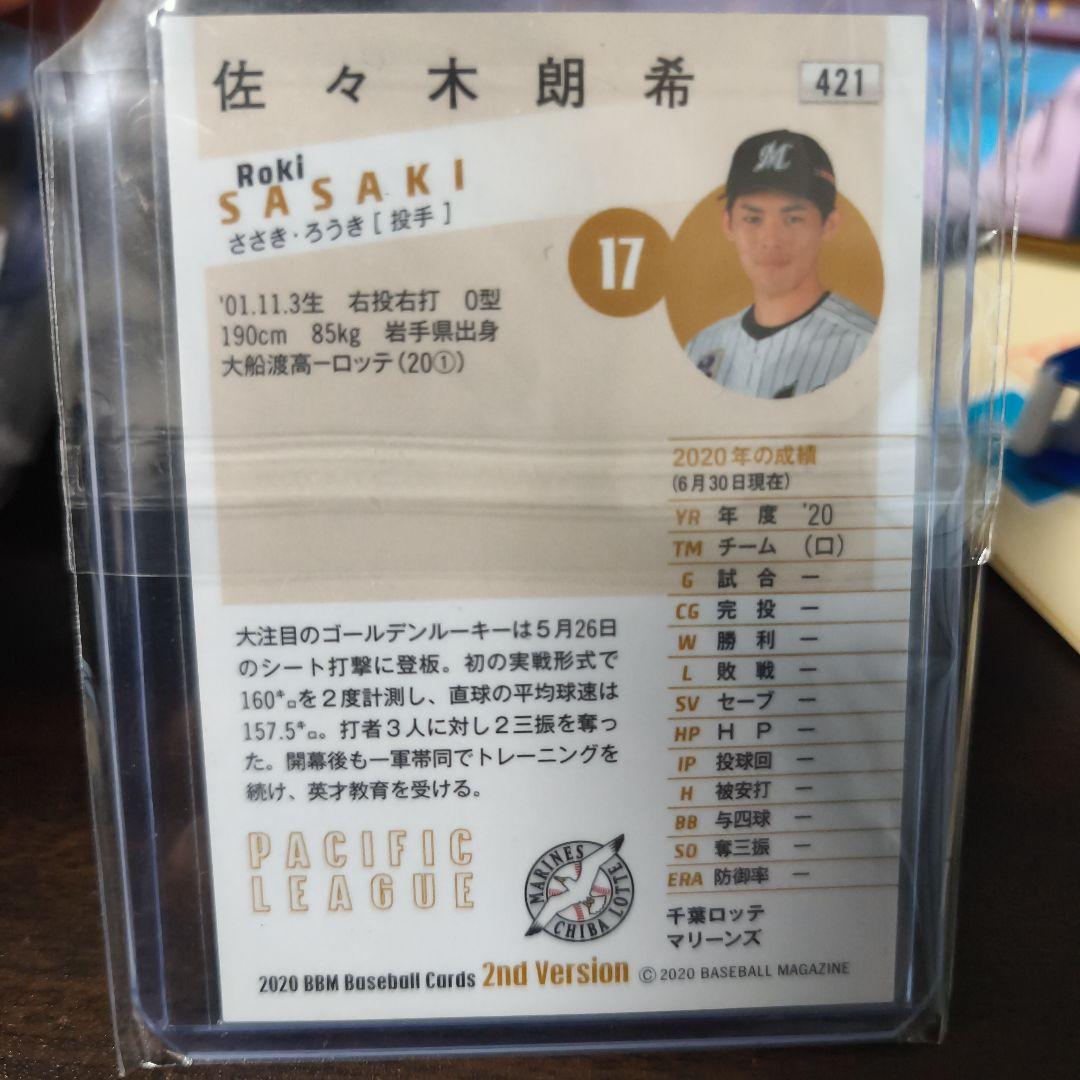 佐々木朗希
421
Roki
SASAKI
ささき・ろうき [ 投手 ]
17
M
'01.11.3生 右投右打 O型
190cm 85kg 岩手県出身
大船渡高ーロッテ(20①)
2020年の成績
(6月30日現在)
YR 年度 '20
TM チーム (ロ)
G 試合 ー
CG 完投 ー
W 勝利 ー
L 敗戦 ー
SV セーブ ー
HP HP ー
IP 投球回 ー
H 被安打 ー
BB 与四球 ー
SO 奪三振 ー
ERA 防御率 ー
千葉ロッテ
マリーンズ
大注目のゴールデンルーキーは5月26日
のシート打撃に登板。初の実戦形式で
160㌔を2度計測し、直球の平均球速は
157.5㌔。打者3人に対し2三振を奪っ
た。開幕後も一軍帯同でトレーニングを
続け、英才教育を受ける。
PACIFIC
LEAGUE
MARINES
CHIBA LOTTE
2020 BBM Baseball Cards 2nd Version © 2020 BASEBALL MAGAZINE